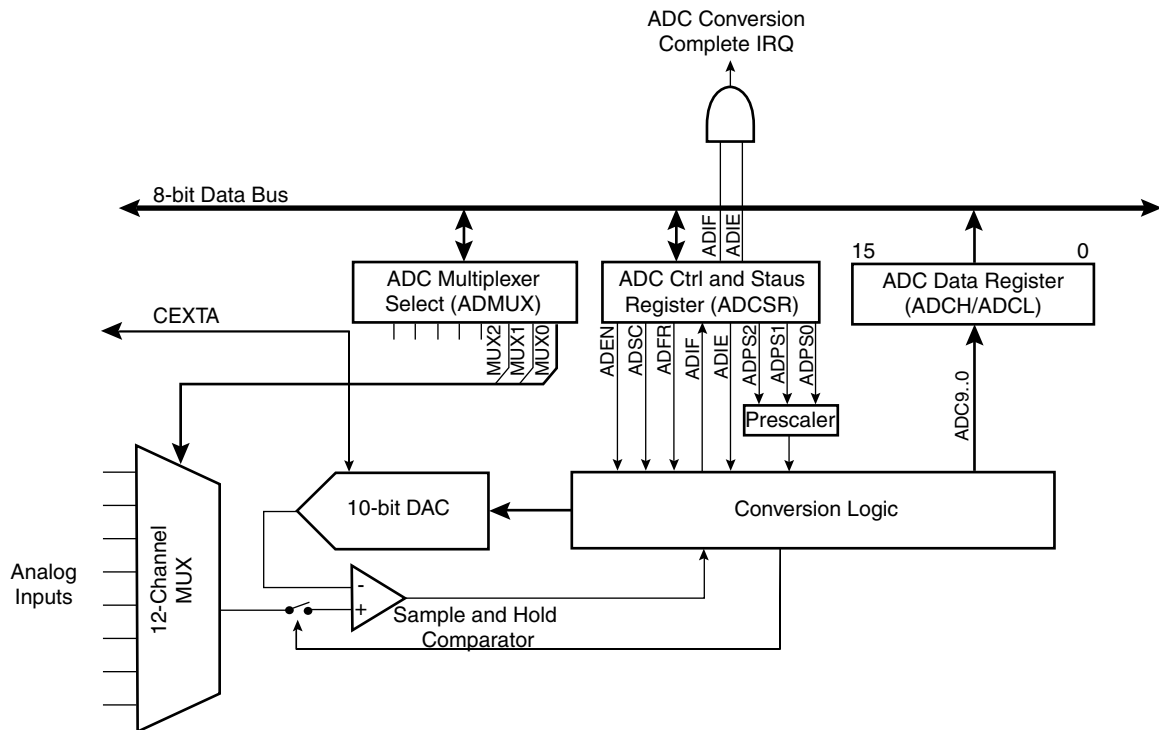 ADC Conversion
Complete IRQ
8-bit Data Bus
ADIF
ADIE
15
0
ADC Multiplexer
Select (ADMUX)
ADC Ctrl and Staus
Register (ADCSR)
ADC Data Register
(ADCH/ADCL)
CEXTA
MUX2
MUX1
MUX0
ADEN
ADSC
ADFR
ADIF
ADIE
ADPS2
ADPS1
ADPS0
ADC9..0
Prescaler
10-bit DAC
Conversion Logic
Analog
Inputs
12-Channel
MUX
-
+
Sample and Hold
Comparator